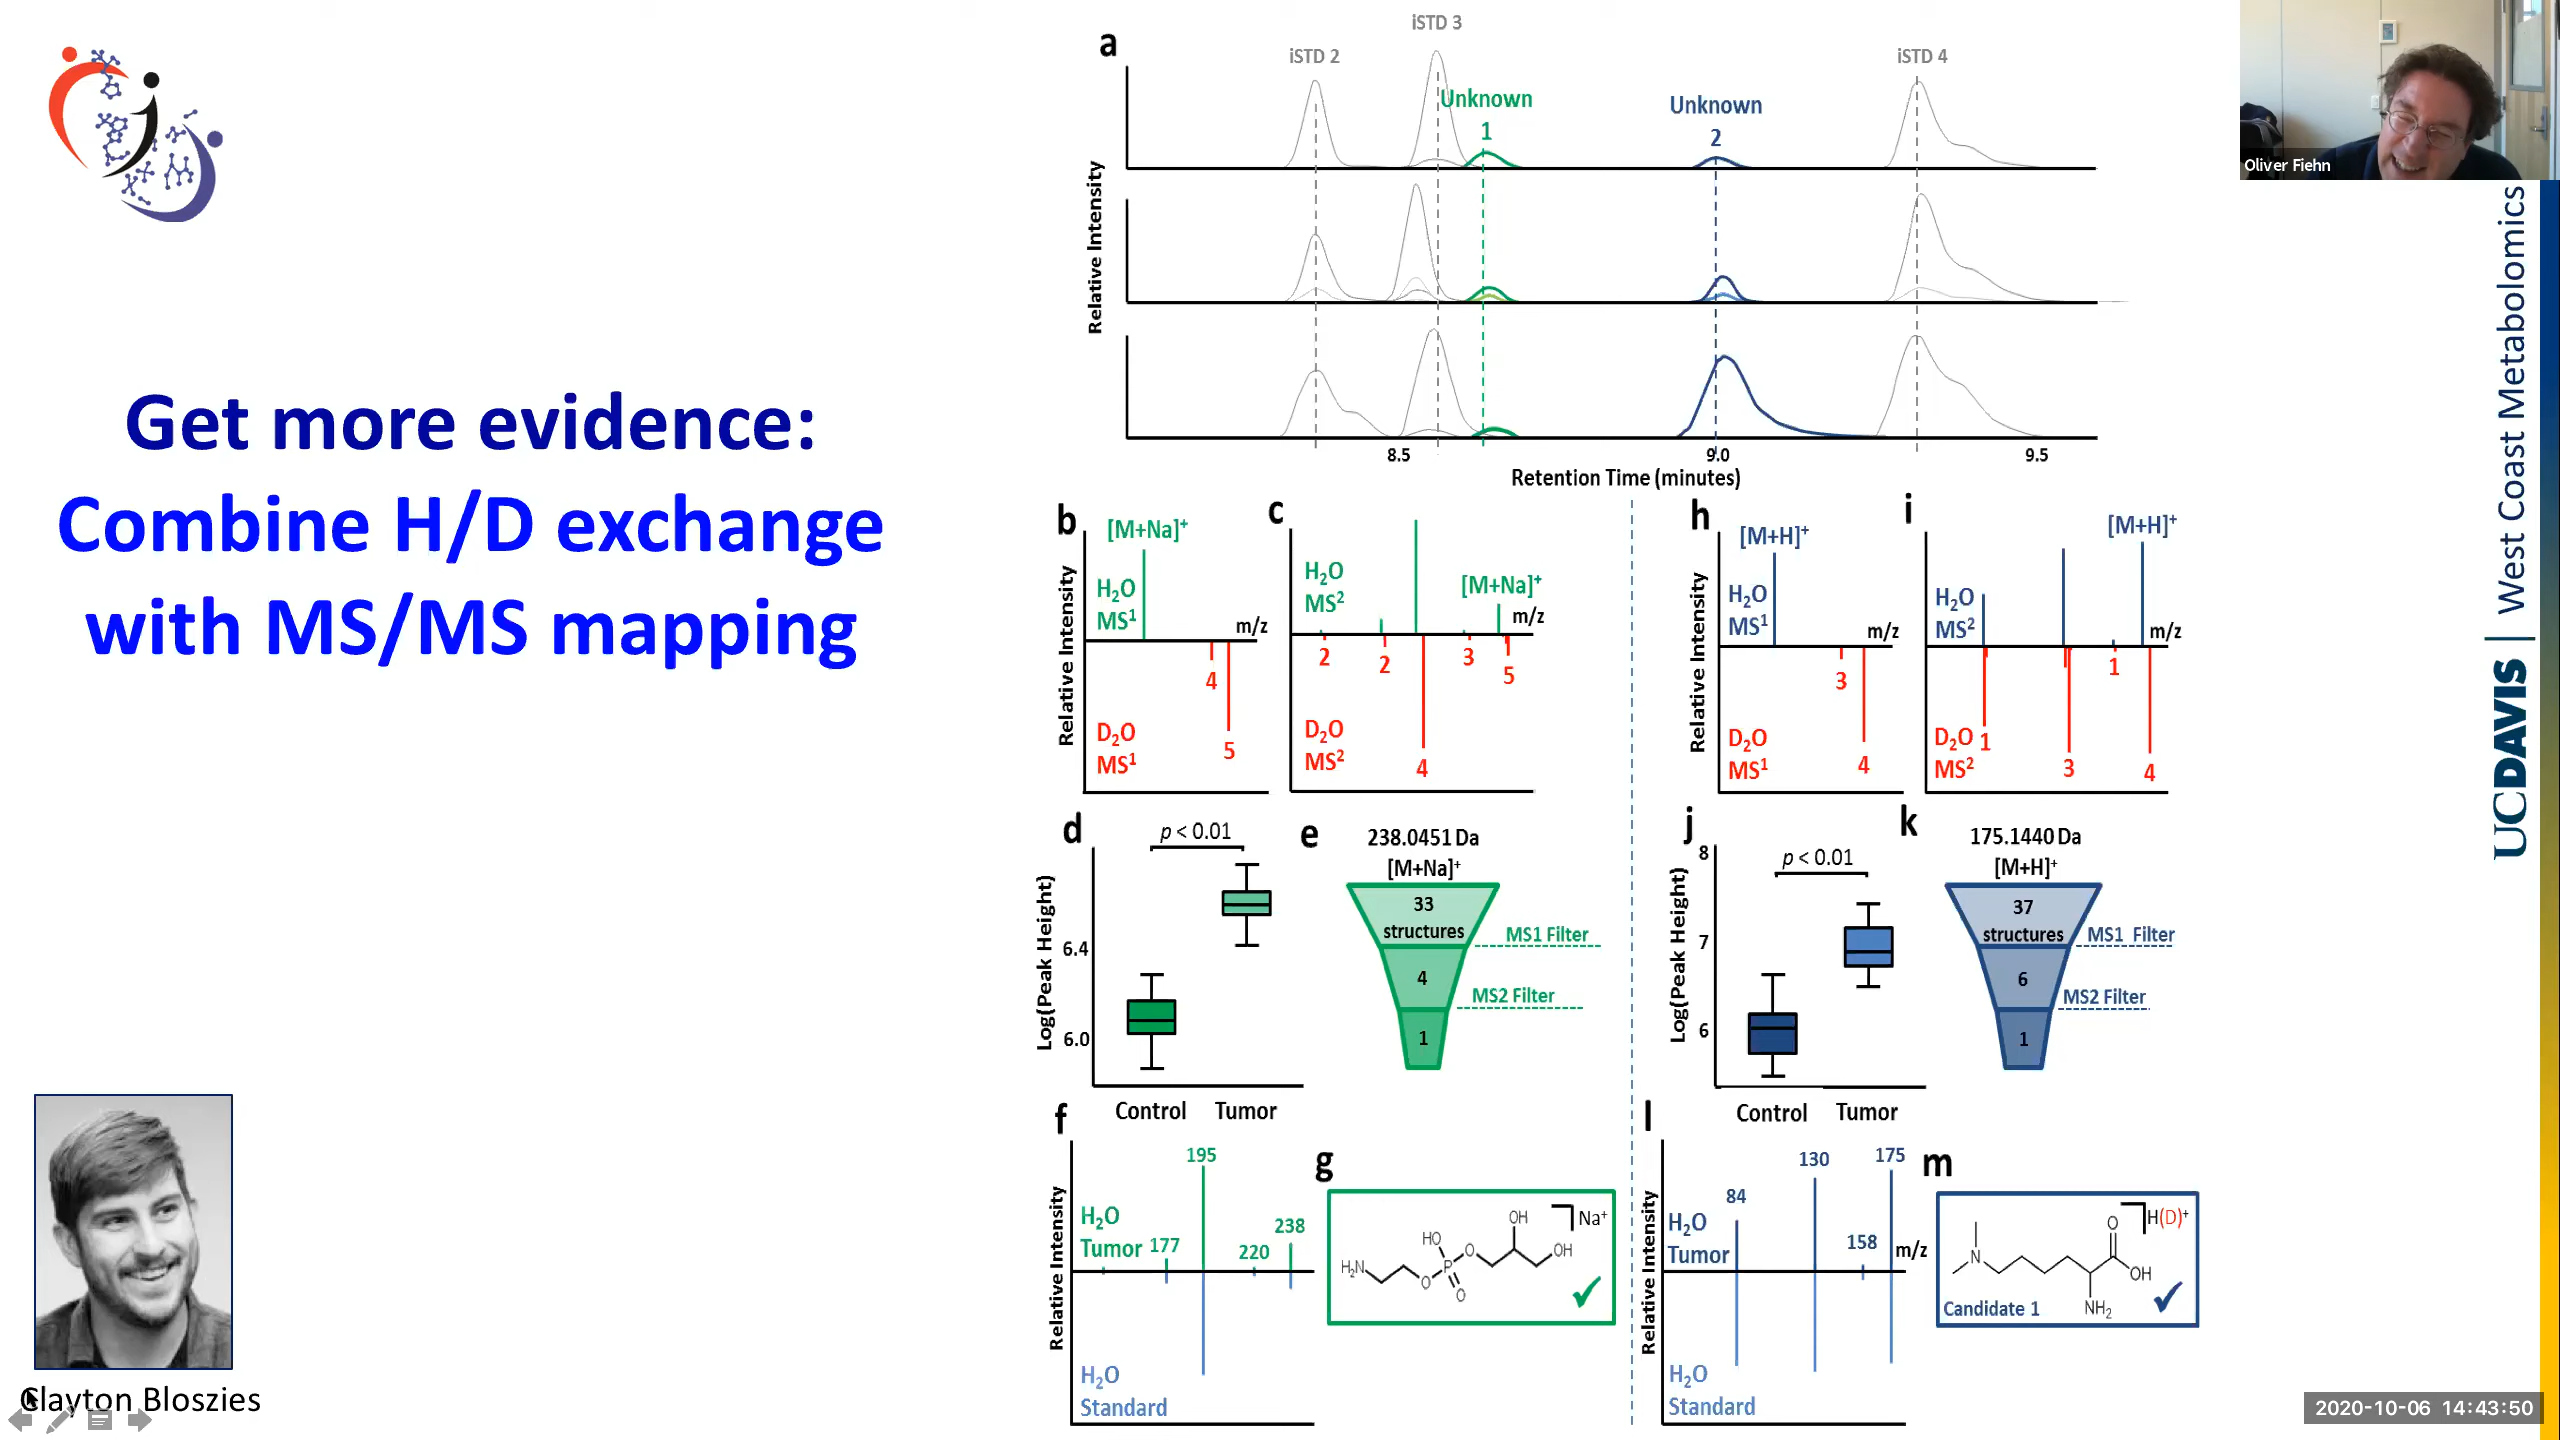 Get more evidence:
Combine H/D exchange
with MS/MS mapping
Clayton Bloszies
a
iSTD 2
iSTD 3
Unknown
1
Unknown
2
iSTD 4
Relative Intensity
8.5
9.0
9.5
Retention Time (minutes)
b
[M+Na]⁺
H₂O
MS¹
m/z
Relative Intensity
4
5
D₂O
MS¹
c
H₂O
MS²
[M+Na]⁺
m/z
2
2
3
5
D₂O
MS²
4
h
[M+H]⁺
H₂O
MS¹
m/z
Relative Intensity
3
D₂O
MS¹
4
i
[M+H]⁺
H₂O
MS²
m/z
1
D₂O 1
MS²
3
4
d
p < 0.01
Log(Peak Height)
6.4
6.0
Control
Tumor
e
238.0451 Da
[M+Na]⁺
33
structures
MS1 Filter
4
MS2 Filter
1
j
p < 0.01
Log(Peak Height)
8
7
6
Control
Tumor
k
175.1440 Da
[M+H]⁺
37
structures
MS1 Filter
6
MS2 Filter
1
f
195
H₂O
Tumor
177
220
238
Relative Intensity
H₂O
Standard
g
H₂N
O
HO
P
O
O
OH
OH
Na⁺
l
84
130
175
158
m/z
H₂O
Tumor
Relative Intensity
H₂O
Standard
m
N
O
OH
NH₂
H(D)⁺
Candidate 1
Oliver Fiehn
UCDAVIS | West Coast Metabolomics
2020-10-06 14:43:50